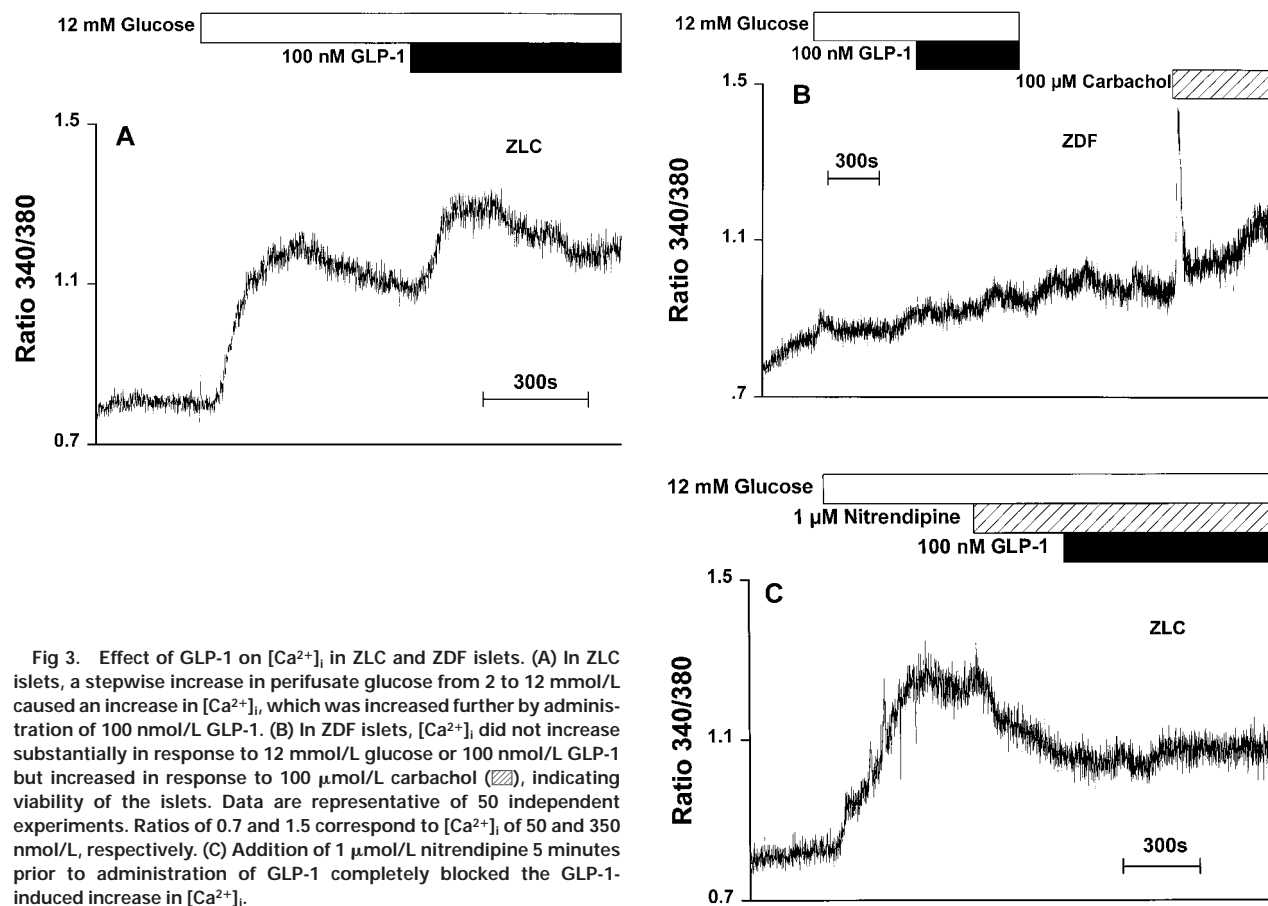 12 mM Glucose
100 nM GLP-1
A
ZLC
1.5
1.1
0.7
Ratio 340/380
300s
12 mM Glucose
100 nM GLP-1
100 µM Carbachol
B
ZDF
1.5
1.1
.7
Ratio 340/380
300s
12 mM Glucose
1 µM Nitrendipine
100 nM GLP-1
C
ZLC
1.5
1.1
0.7
Ratio 340/380
300s
Fig 3. Effect of GLP-1 on [Ca²⁺]ᵢ in ZLC and ZDF islets. (A) In ZLC
islets, a stepwise increase in perifusate glucose from 2 to 12 mmol/L
caused an increase in [Ca²⁺]ᵢ, which was increased further by adminis-
tration of 100 nmol/L GLP-1. (B) In ZDF islets, [Ca²⁺]ᵢ did not increase
substantially in response to 12 mmol/L glucose or 100 nmol/L GLP-1
but increased in response to 100 µmol/L carbachol (▨), indicating
viability of the islets. Data are representative of 50 independent
experiments. Ratios of 0.7 and 1.5 correspond to [Ca²⁺]ᵢ of 50 and 350
nmol/L, respectively. (C) Addition of 1 µmol/L nitrendipine 5 minutes
prior to administration of GLP-1 completely blocked the GLP-1-
induced increase in [Ca²⁺]ᵢ.